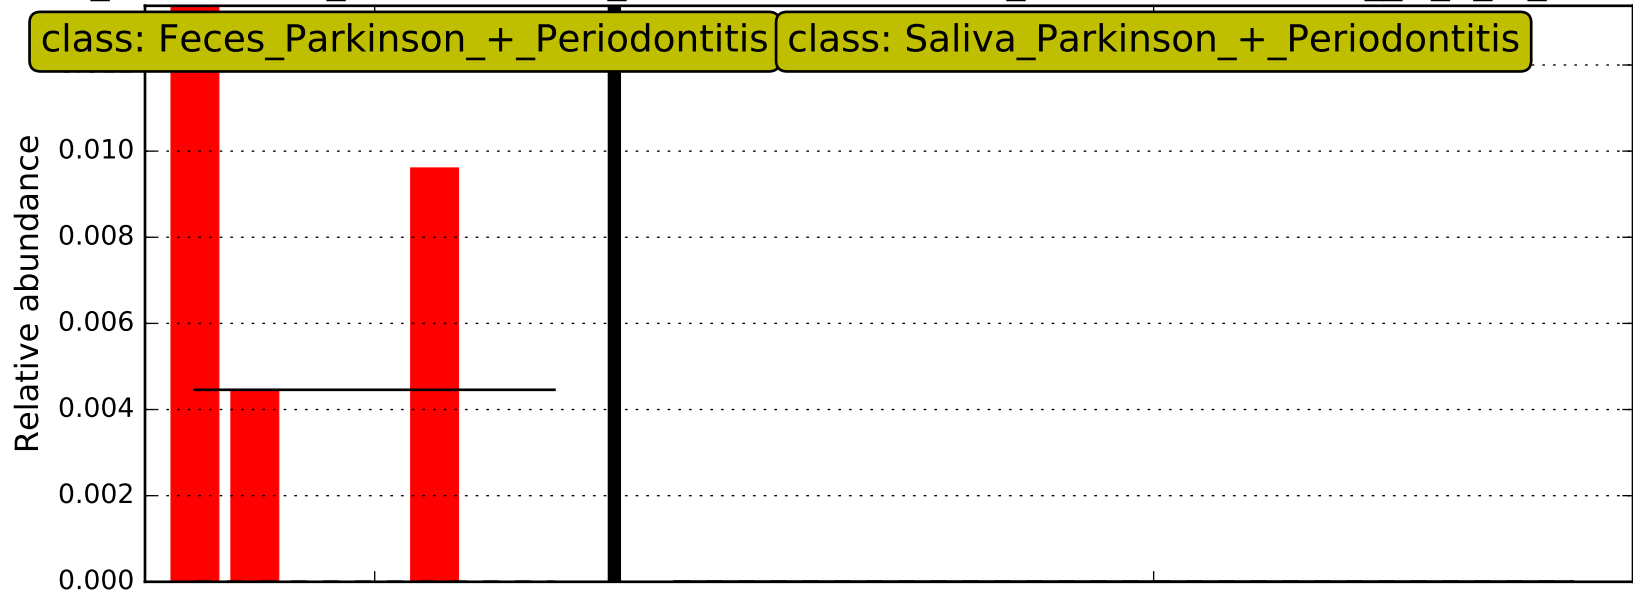 class: Feces_Parkinson_+_Periodontitis
class: Saliva_Parkinson_+_Periodontitis
Relative abundance
0.010
0.008
0.006
0.004
0.002
0.000